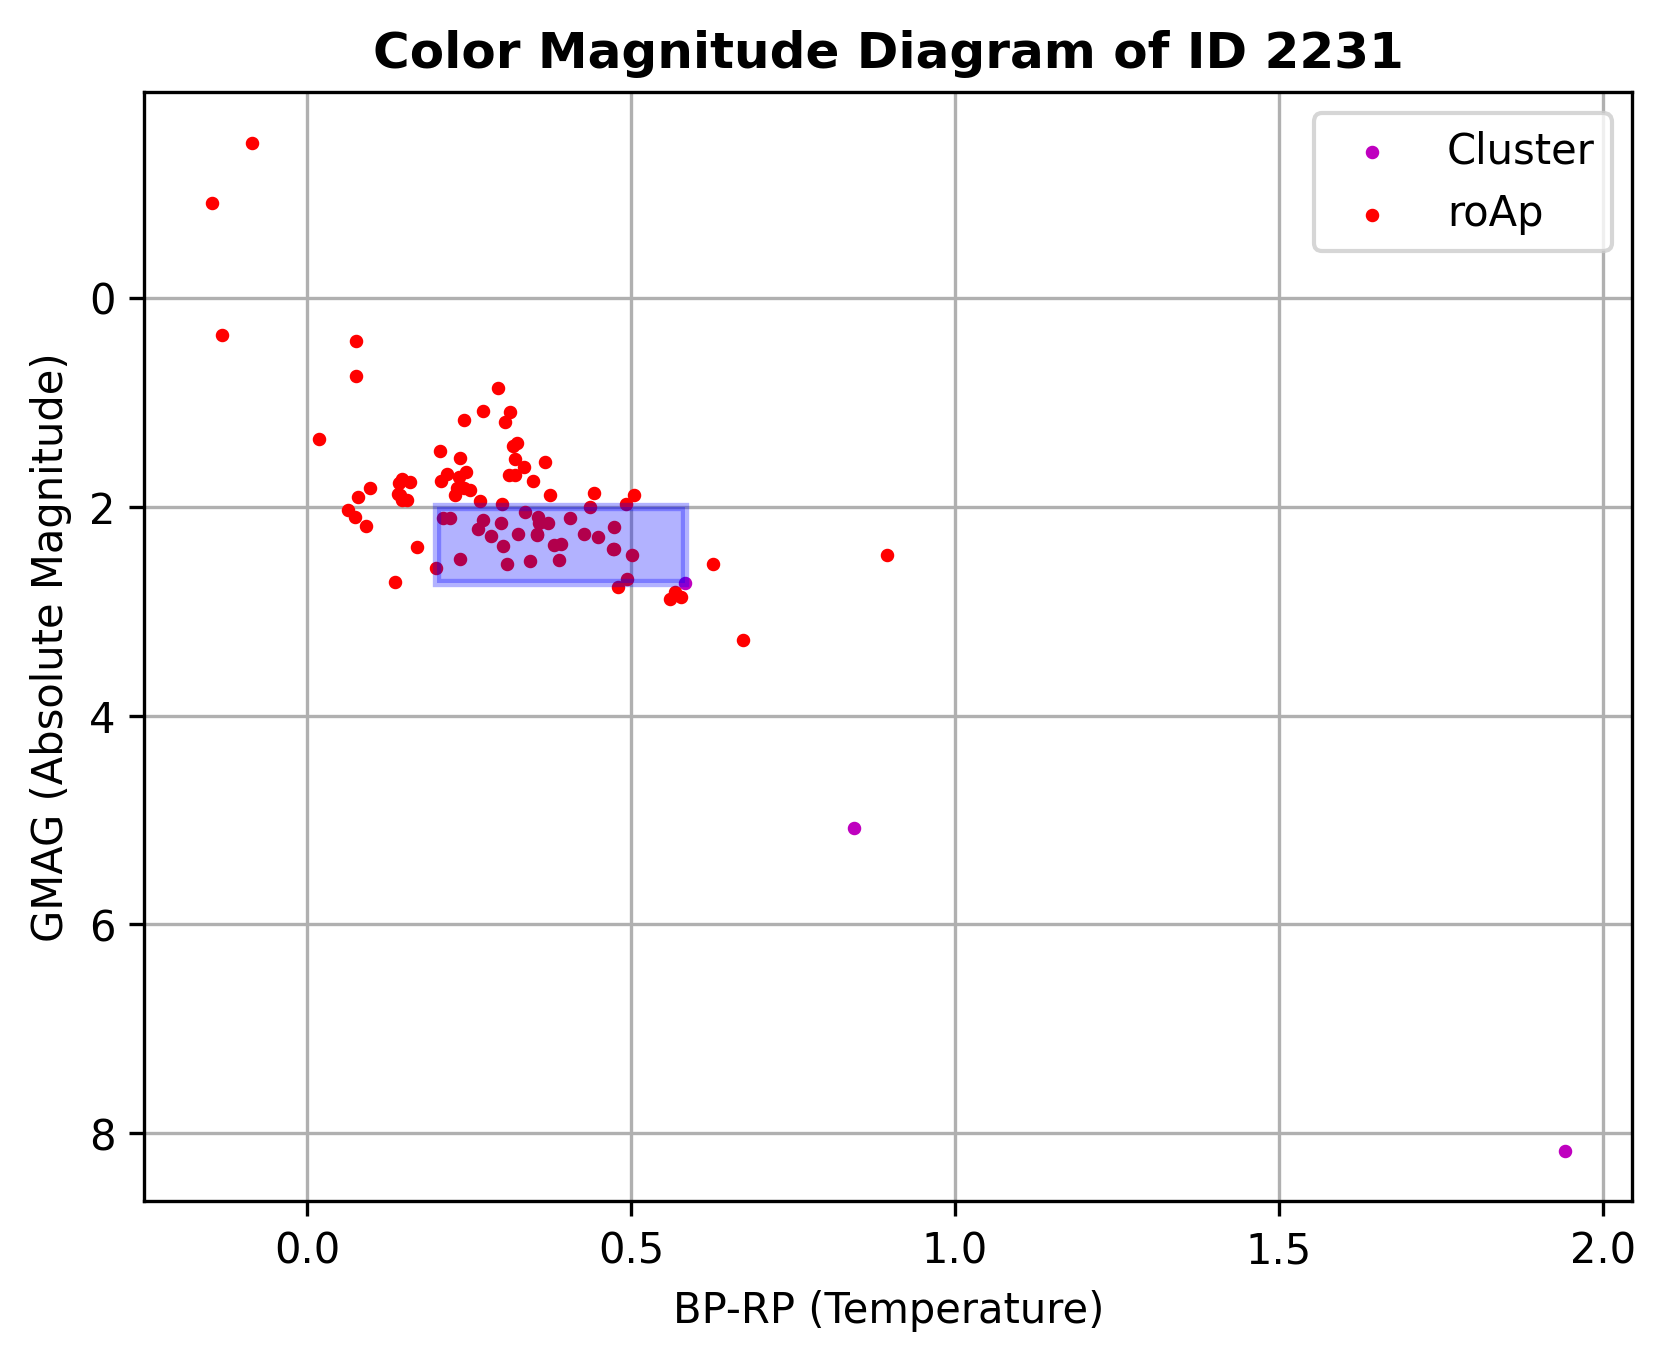 Color Magnitude Diagram of ID 2231
Cluster
roAp
GMAG (Absolute Magnitude)
0
2
4
6
8
0.0 0.5 1.0 1.5 2.0
BP-RP (Temperature)